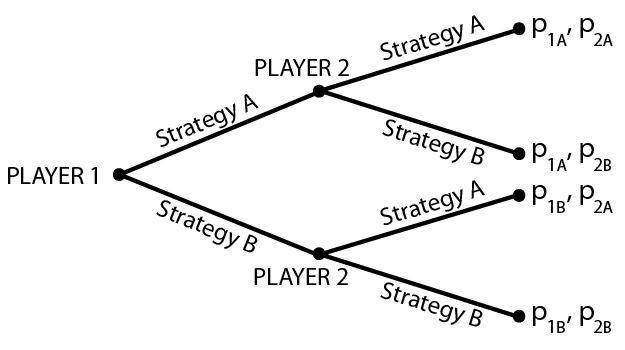 Strategy A
p1A, p2A
PLAYER 2
Strategy A
Strategy B
p1A, p2B
PLAYER 1
Strategy A
p1B, p2A
Strategy B
PLAYER 2
Strategy B
p1B, p2B